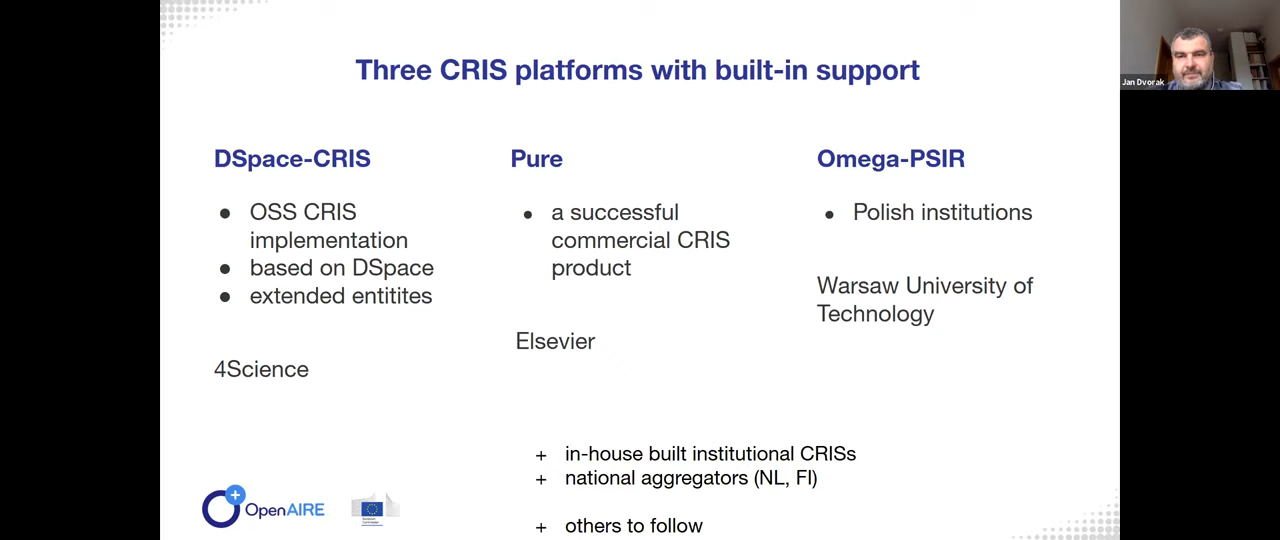 Three CRIS platforms with built-in support
Jan Dvorak
DSpace-CRIS
● OSS CRIS
implementation
● based on DSpace
● extended entitites
4Science
Pure
● a successful
commercial CRIS
product
Elsevier
Omega-PSIR
● Polish institutions
Warsaw University of
Technology
+ in-house built institutional CRISs
+ national aggregators (NL, FI)
+ others to follow
OpenAIRE
European
Commission